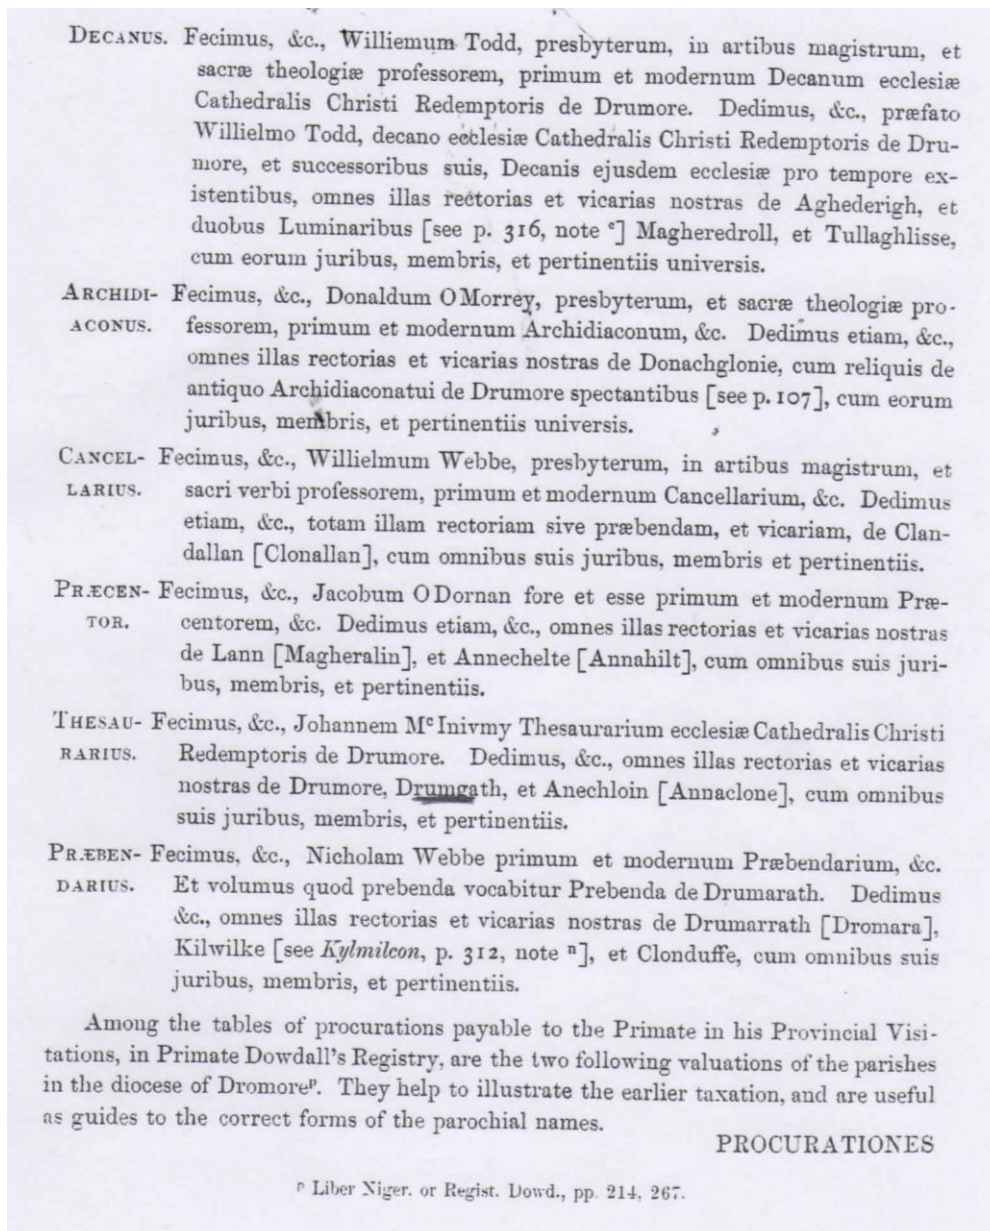 DECANUS. Fecimus, &c., Williemum Todd, presbyterum, in artibus magistrum, et
sacræ theologiæ professorem, primum et modernum Decanum ecclesiæ
Cathedralis Christi Redemptoris de Drumore. Dedimus, &c., præfato
Willielmo Todd, decano ecclesiæ Cathedralis Christi Redemptoris de Dru-
more, et successoribus suis, Decanis ejusdem ecclesiæ pro tempore ex-
istentibus, omnes illas rectorias et vicarias nostras de Aghederigh, et
duobus Luminaribus [see p. 316, note ᵉ] Magheredroll, et Tullaghlisse,
cum eorum juribus, membris, et pertinentiis universis.
ARCHIDI- Fecimus, &c., Donaldum OMorrey, presbyterum, et sacræ theologiæ pro-
ACONUS. fessorem, primum et modernum Archidiaconum, &c. Dedimus etiam, &c.,
omnes illas rectorias et vicarias nostras de Donachglonie, cum reliquis de
antiquo Archidiaconatui de Drumore spectantibus [see p. 107], cum eorum
juribus, membris, et pertinentiis universis.
CANCEL- Fecimus, &c., Willielmum Webbe, presbyterum, in artibus magistrum, et
LARIUS. sacri verbi professorem, primum et modernum Cancellarium, &c. Dedimus
etiam, &c., totam illam rectoriam sive præbendam, et vicariam, de Clan-
dallan [Clonallan], cum omnibus suis juribus, membris et pertinentiis.
PRÆCEN- Fecimus, &c., Jacobum ODornan fore et esse primum et modernum Præ-
TOR. centorem, &c. Dedimus etiam, &c., omnes illas rectorias et vicarias nostras
de Lann [Magheralin], et Annechelte [Annahilt], cum omnibus suis juri-
bus, membris, et pertinentiis.
THESAU- Fecimus, &c., Johannem Mᶜ Inivmy Thesaurarium ecclesiæ Cathedralis Christi
RARIUS. Redemptoris de Drumore. Dedimus, &c., omnes illas rectorias et vicarias
nostras de Drumore, Drumgath, et Anechloin [Annaclone], cum omnibus
suis juribus, membris, et pertinentiis.
PRÆBEN- Fecimus, &c., Nicholam Webbe primum et modernum Præbendarium, &c.
DARIUS. Et volumus quod prebenda vocabitur Prebenda de Drumarath. Dedimus
&c., omnes illas rectorias et vicarias nostras de Drumarrath [Dromara],
Kilwilke [see Kylmilcon, p. 312, note ⁿ], et Clonduffe, cum omnibus suis
juribus, membris, et pertinentiis.
Among the tables of procurations payable to the Primate in his Provincial Visi-
tations, in Primate Dowdall's Registry, are the two following valuations of the parishes
in the diocese of Dromoreᵖ. They help to illustrate the earlier taxation, and are useful
as guides to the correct forms of the parochial names.
PROCURATIONES
ᵖ Liber Niger. or Regist. Dowd., pp. 214, 267.